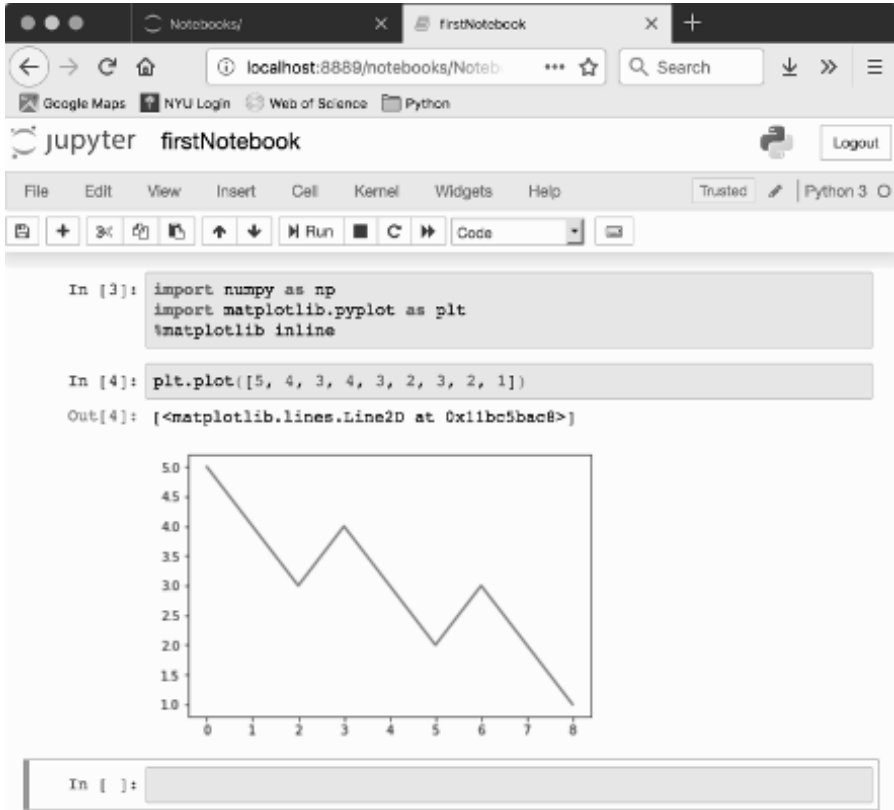 Notebooks/ firstNotebook
localhost:8889/notebooks/Noteb Search
Google Maps NYU Login Web of Science Python
jupyter firstNotebook Logout
File Edit View Insert Cell Kernel Widgets Help Trusted Python 3
Run Code
In [3]: import numpy as np
import matplotlib.pyplot as plt
%matplotlib inline
In [4]: plt.plot([5, 4, 3, 4, 3, 2, 3, 2, 1])
Out[4]: [<matplotlib.lines.Line2D at 0x11bc5bac8>]
5.0
4.5
4.0
3.5
3.0
2.5
2.0
1.5
1.0
0 1 2 3 4 5 6 7 8
In [ ]: